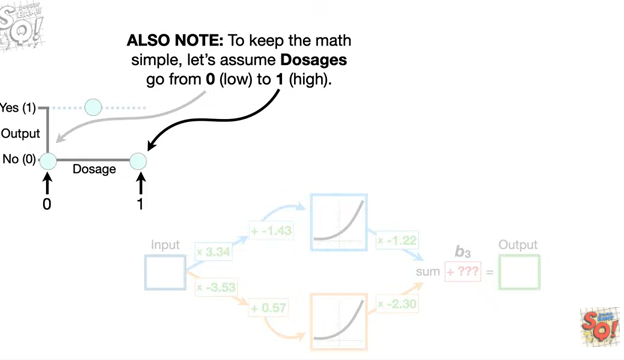 ALSO NOTE: To keep the math
simple, let's assume Dosages
go from 0 (low) to 1 (high).
Yes (1)
Output
No (0)
Dosage
0
1
Input
x 3.34
+ -1.43
x -1.22
x -3.53
+ 0.57
x -2.30
b₃
sum + ??? =
Output
SQ!
SQ!